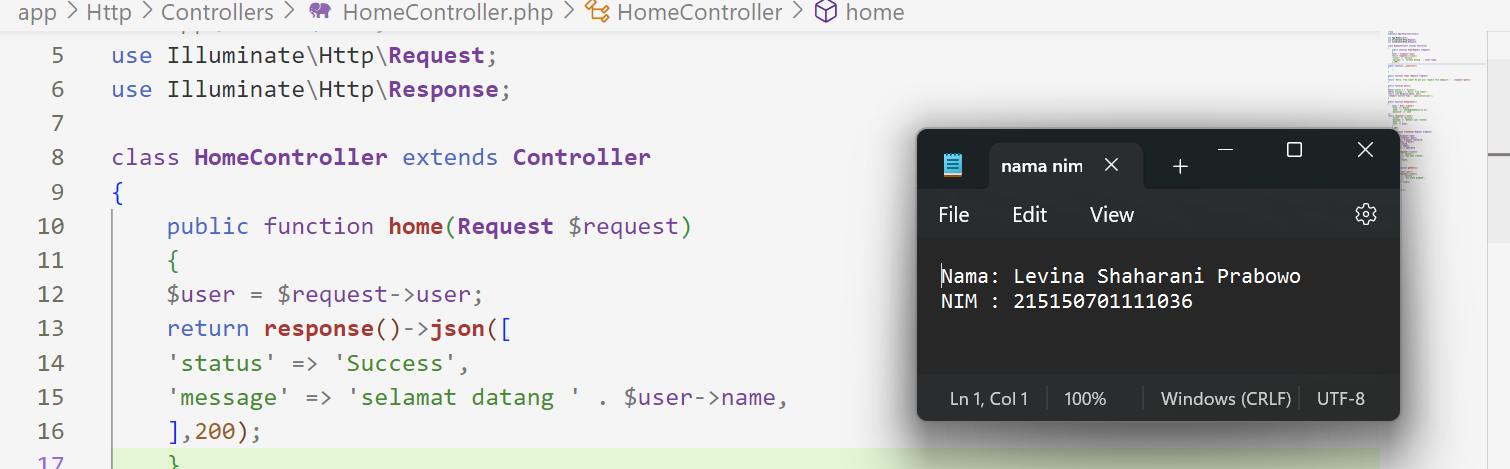 app > Http > Controllers > HomeController.php > HomeController > home
5 use Illuminate\Http\Request;
6 use Illuminate\Http\Response;
7
8 class HomeController extends Controller
9 {
10 public function home(Request $request)
11 {
12 $user = $request->user;
13 return response()->json([
14 'status' => 'Success',
15 'message' => 'selamat datang ' . $user->name,
16 ],200);
17 }
nama nim
File Edit View
Nama: Levina Shaharani Prabowo
NIM : 215150701111036
Ln 1, Col 1 100% Windows (CRLF) UTF-8